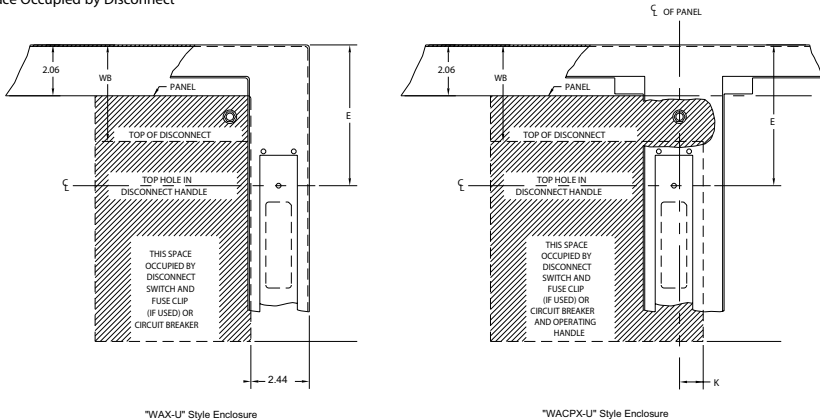 ce Occupied by Disconnect
℄ OF PANEL
2.06
WB
PANEL
E
TOP OF DISCONNECT
℄
TOP HOLE IN
DISCONNECT HANDLE
THIS SPACE
OCCUPIED BY
DISCONNECT
SWITCH AND
FUSE CLIP
(IF USED) OR
CIRCUIT BREAKER
2.44
"WAX-U" Style Enclosure
2.06
WB
PANEL
E
TOP OF DISCONNECT
℄
TOP HOLE IN
DISCONNECT HANDLE
THIS SPACE
OCCUPIED BY
DISCONNECT
SWITCH AND
FUSE CLIP
(IF USED) OR
CIRCUIT BREAKER
AND OPERATING
HANDLE
K
"WACPX-U" Style Enclosure